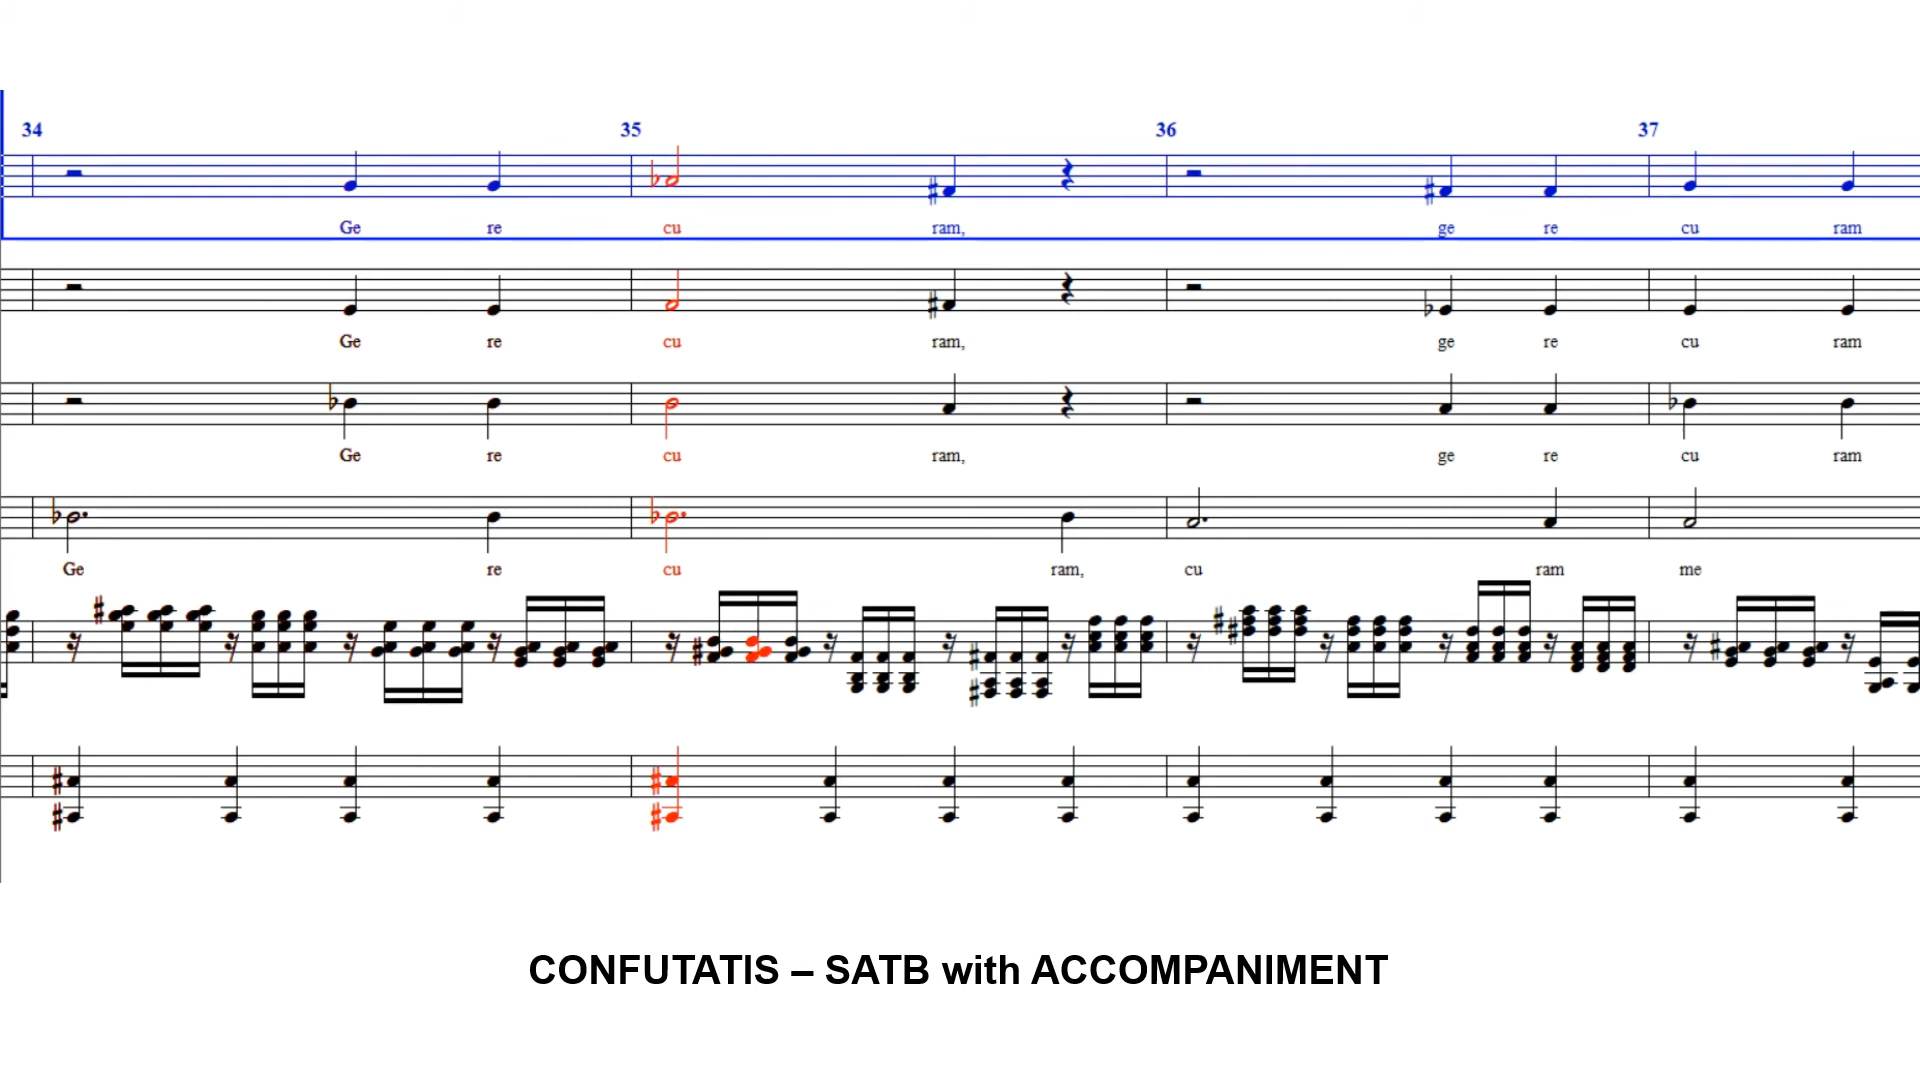 34 35 36 37
Ge re cu ram, ge re cu ram
Ge re cu ram, ge re cu ram
Ge re cu ram, ge re cu ram
Ge re cu ram, cu ram me
CONFUTATIS – SATB with ACCOMPANIMENT